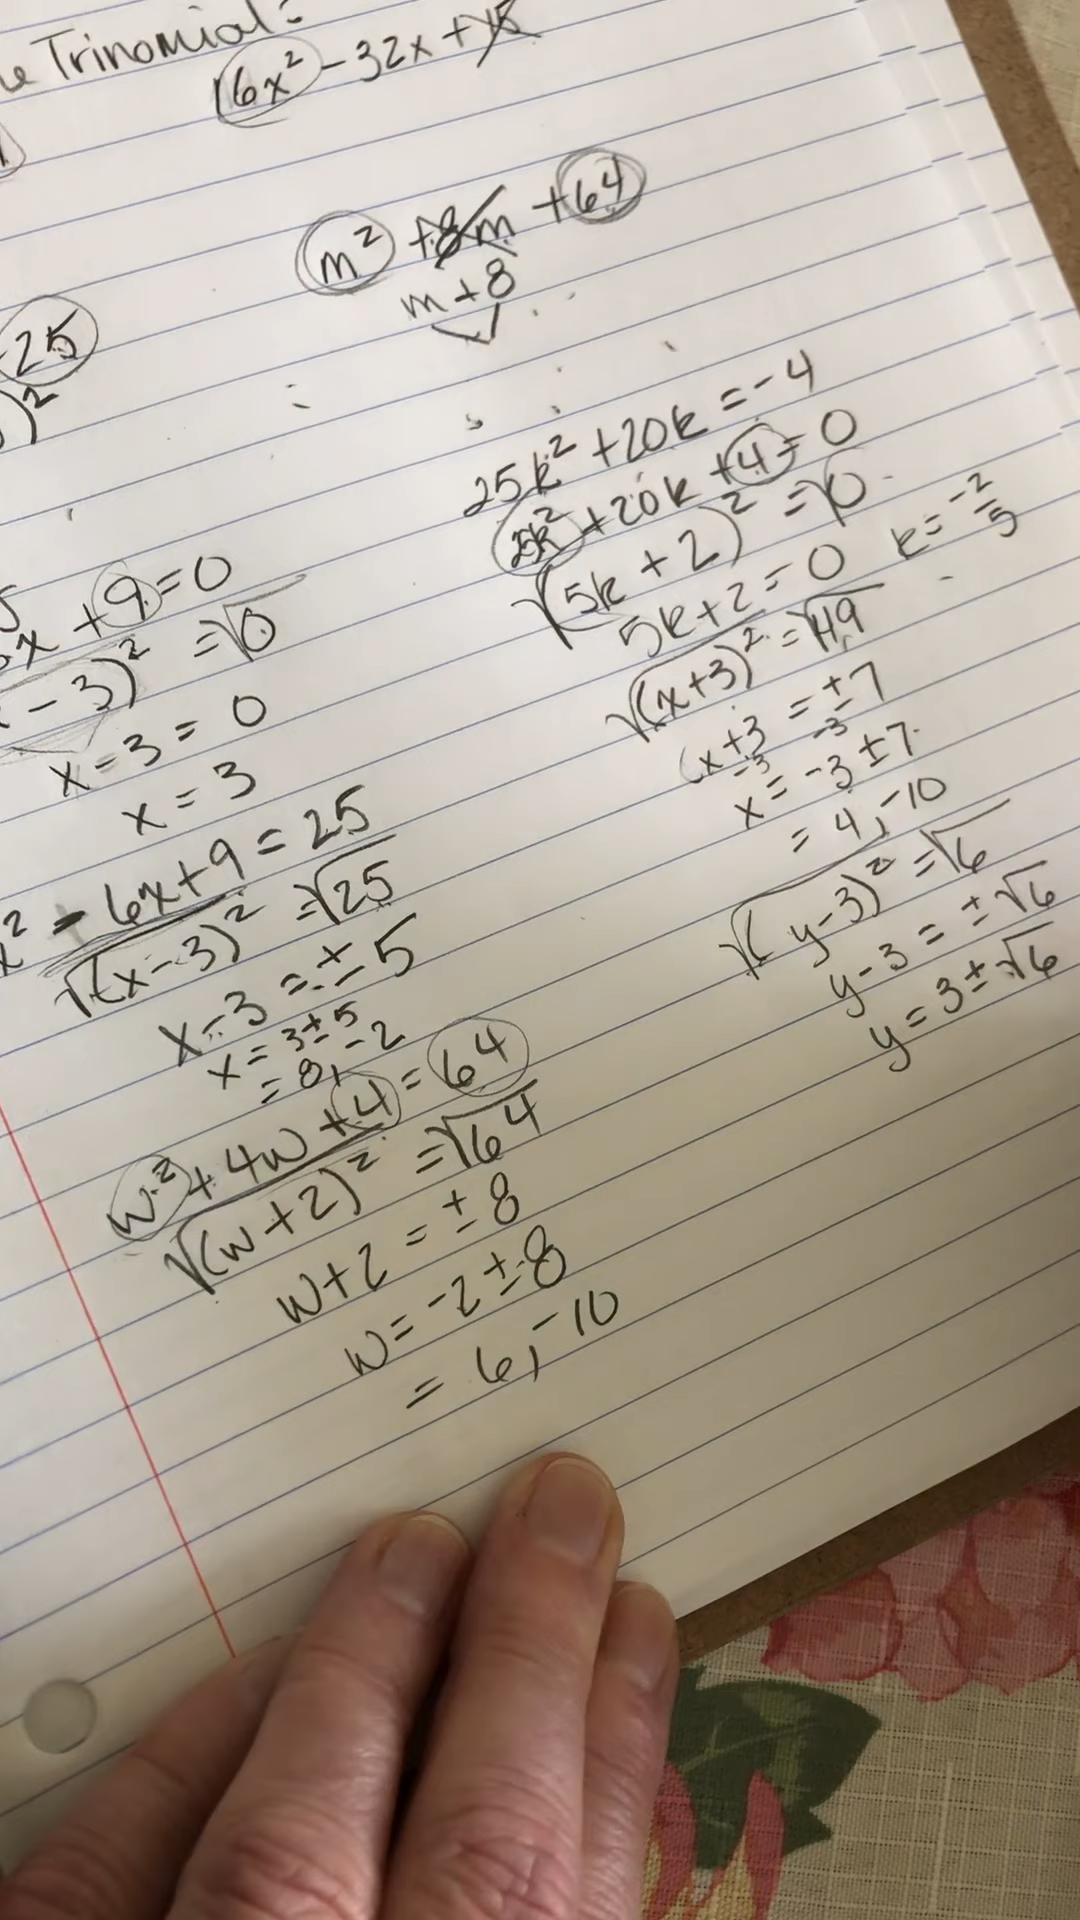 Trinomial:
16x² - 32x + 15
m² + 8m + 64
m + 8
25
)²
x + 9 = 0
- 3)² = √0
x - 3 = 0
x = 3
x² - 6x + 9 = 25
√(x-3)² = √25
x - 3 = ± 5
x = 3 ± 5
= 8, -2
w² + 4w + 4 = 64
√(w+2)² = √64
w + 2 = ± 8
w = -2 ± 8
= 6, -10
25k² + 20k = -4
25k² + 20k + 4 = 0
√(5k + 2)² = √0
5k + 2 = 0 k = -2/5
√(x+3)² = √49
(x+3 = ±7
-3 -3
x = -3 ± 7
= 4, -10
√(y-3)² = √6
y-3 = ±√6
y = 3 ± √6